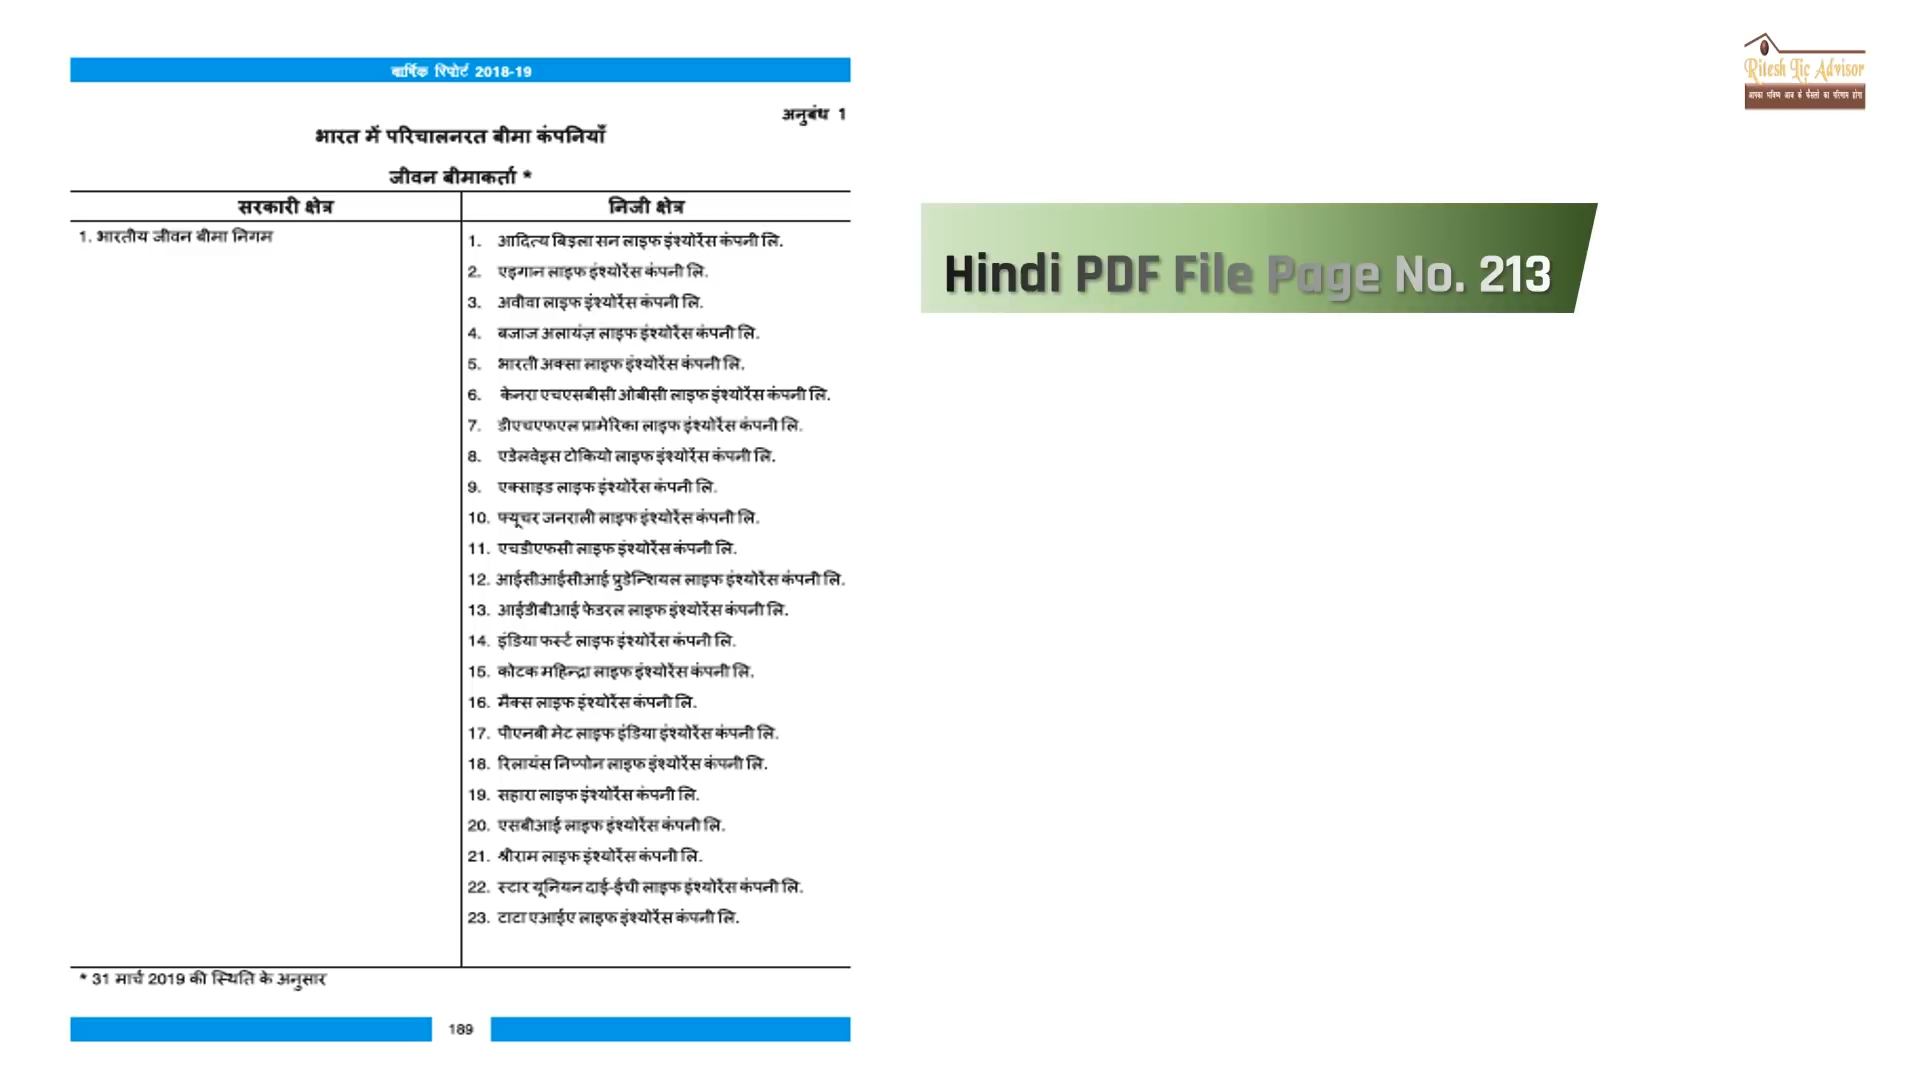 वार्षिक रिपोर्ट 2018-19
अनुबंध 1
भारत में परिचालनरत बीमा कंपनियाँ
जीवन बीमाकर्ता *
सरकारी क्षेत्र
निजी क्षेत्र
1. भारतीय जीवन बीमा निगम
1. आदित्य बिड़ला सन लाइफ इंश्योरेंस कंपनी लि.
2. एइगान लाइफ इंश्योरेंस कंपनी लि.
3. अवीवा लाइफ इंश्योरेंस कंपनी लि.
4. बजाज अलायंज़ लाइफ इंश्योरेंस कंपनी लि.
5. भारती अक्सा लाइफ इंश्योरेंस कंपनी लि.
6. केनरा एचएसबीसी ओबीसी लाइफ इंश्योरेंस कंपनी लि.
7. डीएचएफएल प्रामेरिका लाइफ इंश्योरेंस कंपनी लि.
8. एडेलवेइस टोकियो लाइफ इंश्योरेंस कंपनी लि.
9. एक्साइड लाइफ इंश्योरेंस कंपनी लि.
10. फ्यूचर जनराली लाइफ इंश्योरेंस कंपनी लि.
11. एचडीएफसी लाइफ इंश्योरेंस कंपनी लि.
12. आईसीआईसीआई प्रुडेन्शियल लाइफ इंश्योरेंस कंपनी लि.
13. आईडीबीआई फेडरल लाइफ इंश्योरेंस कंपनी लि.
14. इंडिया फर्स्ट लाइफ इंश्योरेंस कंपनी लि.
15. कोटक महिन्द्रा लाइफ इंश्योरेंस कंपनी लि.
16. मैक्स लाइफ इंश्योरेंस कंपनी लि.
17. पीएनबी मेट लाइफ इंडिया इंश्योरेंस कंपनी लि.
18. रिलायंस निप्पोन लाइफ इंश्योरेंस कंपनी लि.
19. सहारा लाइफ इंश्योरेंस कंपनी लि.
20. एसबीआई लाइफ इंश्योरेंस कंपनी लि.
21. श्रीराम लाइफ इंश्योरेंस कंपनी लि.
22. स्टार यूनियन दाई-ईची लाइफ इंश्योरेंस कंपनी लि.
23. टाटा एआईए लाइफ इंश्योरेंस कंपनी लि.
* 31 मार्च 2019 की स्थिति के अनुसार
189
Ritesh Lic Advisor
आपका भविष्य आज के फैसलों का परिणाम होगा
Hindi PDF File Page No. 213